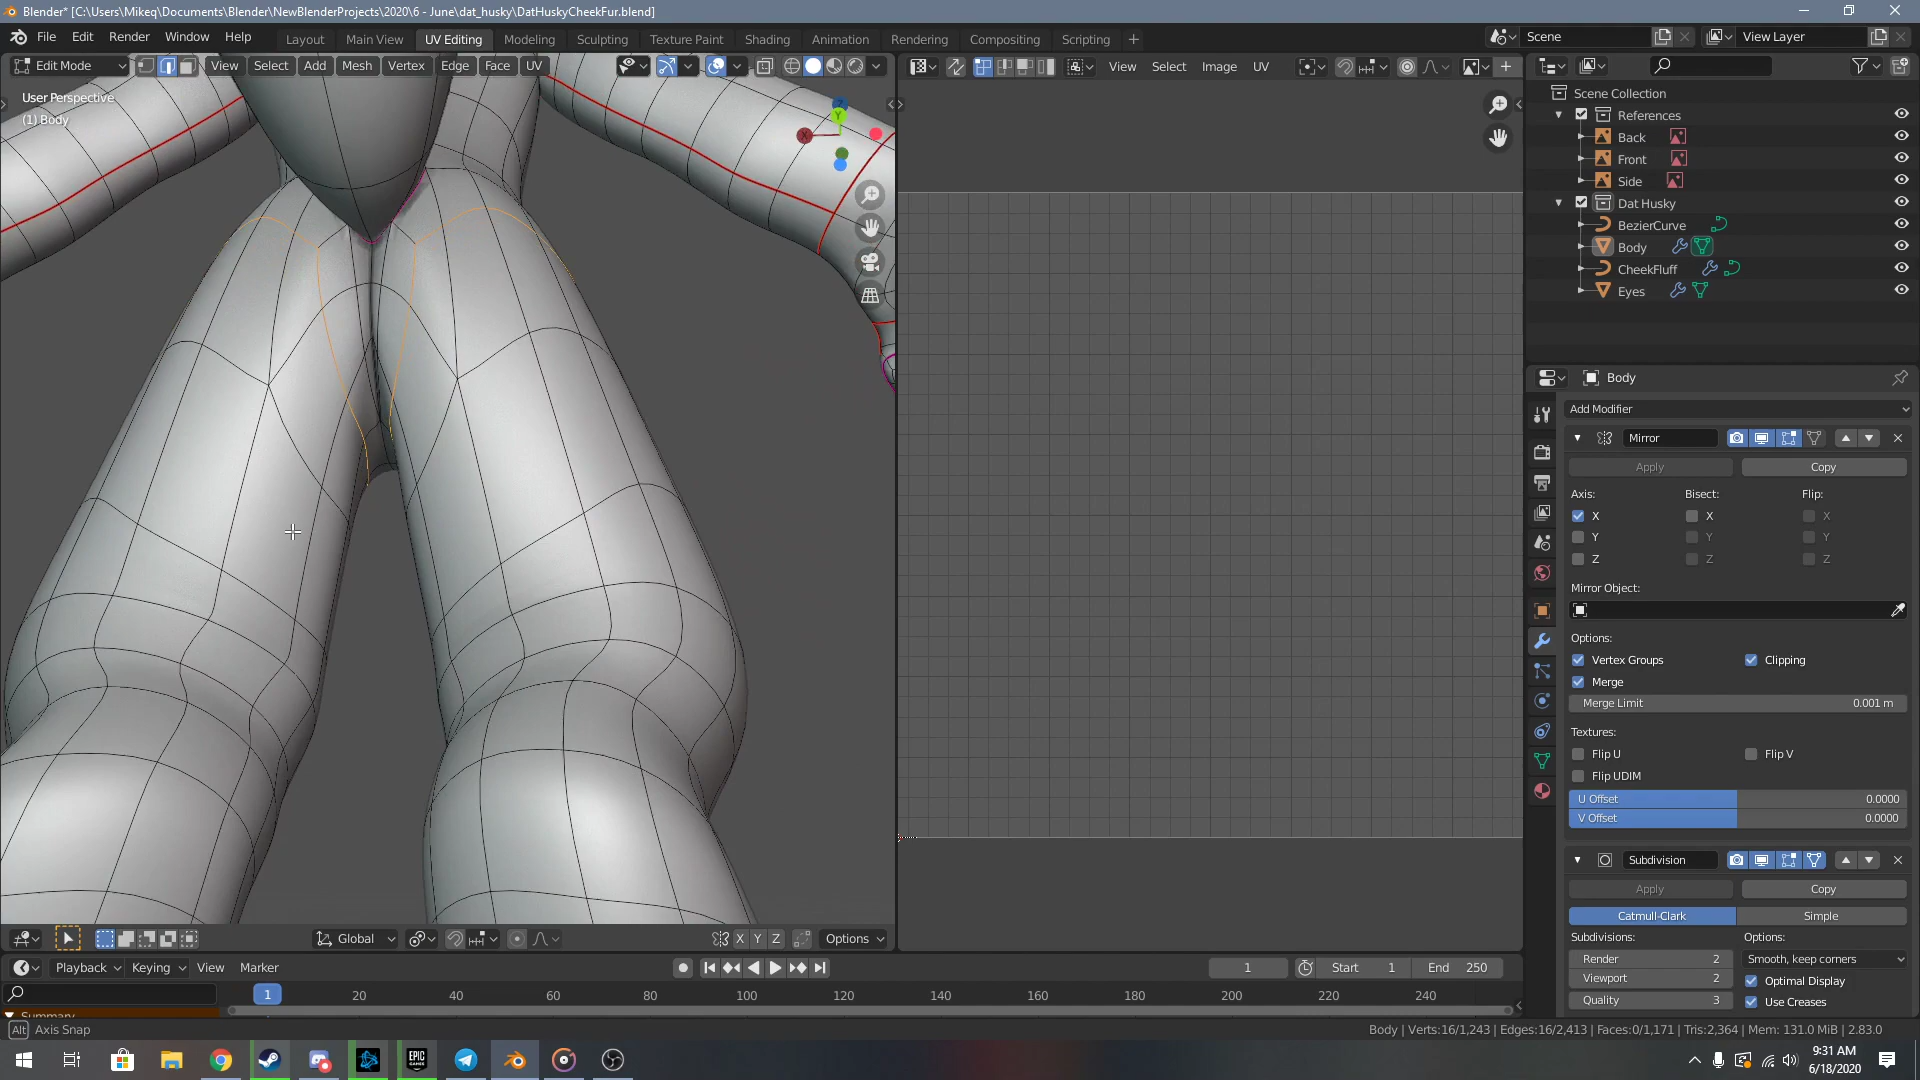 Blender* [C:\Users\Mikeq\Documents\Blender\NewBlenderProjects\2020\6 - June\dat_husky\DatHuskyCheekFur.blend]
File Edit Render Window Help Layout Main View UV Editing Modeling Sculpting Texture Paint Shading Animation Rendering Compositing Scripting + Scene View Layer
Edit Mode View Select Add Mesh Vertex Edge Face UV View Select Image UV
User Perspective
(1) Body
X Y Z
Scene Collection
References
Back
Front
Side
Dat Husky
BezierCurve
Body
CheekFluff
Eyes
Body
Add Modifier
Mirror
Apply Copy
Axis: Bisect: Flip:
X X X
Y Y Y
Z Z Z
Mirror Object:
Options:
Vertex Groups Clipping
Merge
Merge Limit 0.001 m
Textures:
Flip U Flip V
Flip UDIM
U Offset 0.0000
V Offset 0.0000
Subdivision
Apply Copy
Catmull-Clark Simple
Subdivisions: Options:
Render 2 Smooth, keep corners
Viewport 2 Optimal Display
Quality 3 Use Creases
Global X Y Z Options
Playback Keying View Marker 1 Start 1 End 250
1 20 40 60 80 100 120 140 160 180 200 220 240
Summary
Alt Axis Snap Body | Verts:16/1,243 | Edges:16/2,413 | Faces:0/1,171 | Tris:2,364 | Mem: 131.0 MiB | 2.83.0
EPIC GAMES
9:31 AM
6/18/2020